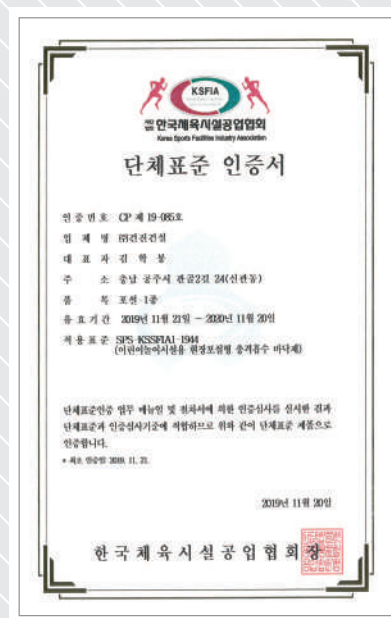 KSFIA
사단법인 한국체육시설공업협회
Korea Sports Facilities Industry Association
단체표준 인증서
인증번호 CP 제 19-085호
업체명 ㈜건진건설
대표자 김학봉
주소 충남 공주시 관골2길 24(신관동)
품목 포설-1종
유효기간 2019년 11월 21일 ~ 2020년 11월 20일
적용표준 SPS-KSSFIA1-1944
(어린이놀이시설용 현장포설형 충격흡수 바닥재)
단체표준인증 업무 매뉴얼 및 절차서에 의한 인증심사를 실시한 결과
단체표준과 인증심사기준에 적합하므로 위와 같이 단체표준 제품으로
인증합니다.
* 최초 인증일: 2019. 11. 21.
2019년 11월 20일
한국체육시설공업협회장